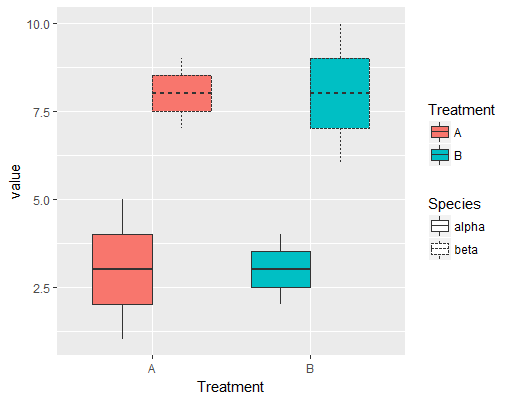 10.0
7.5
5.0
2.5
value
A
B
Treatment
Treatment
A
B
Species
alpha
beta